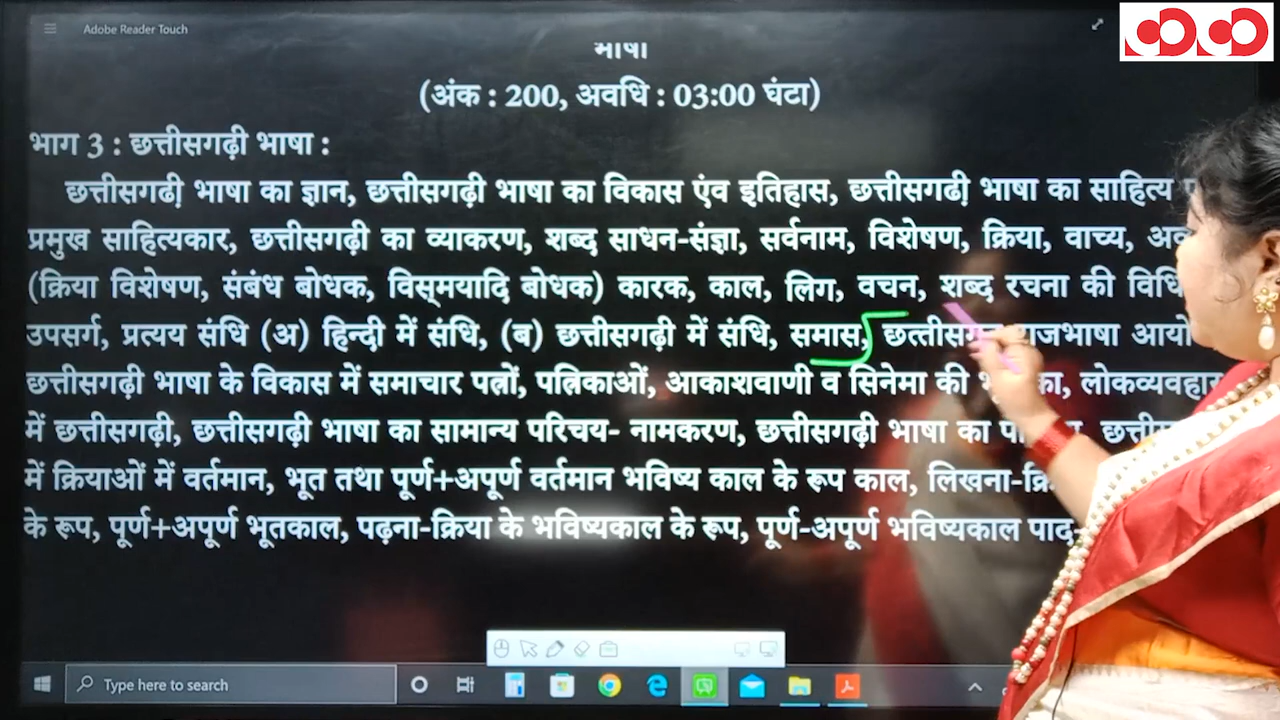 Adobe Reader Touch
भाषा
(अंक : 200, अवधि : 03:00 घंटा)
भाग 3 : छत्तीसगढ़ी भाषा :
छत्तीसगढी़ भाषा का ज्ञान, छत्तीसगढ़ी भाषा का विकास एंव इतिहास, छत्तीसगढी़ भाषा का साहित्य
प्रमुख साहित्यकार, छत्तीसगढ़ी का व्याकरण, शब्द साधन-संज्ञा, सर्वनाम, विशेषण, क्रिया, वाच्य,
(क्रिया विशेषण, संबंध बोधक, विस्मयादि बोधक) कारक, काल, लिग, वचन, शब्द रचना की
उपसर्ग, प्रत्यय संधि (अ) हिन्दी में संधि, (ब) छत्तीसगढ़ी में संधि, समास,
छत्तीसगढ़ी भाषा के विकास में समाचार पत्रों, पत्रिकाओं, आकाशवाणी व सिनेमा की लोकव्यवहार
में छत्तीसगढ़ी, छत्तीसगढ़ी भाषा का सामान्य परिचय- नामकरण, छत्तीसगढ़ी भाषा का
में क्रियाओं में वर्तमान, भूत तथा पूर्ण+अपूर्ण वर्तमान भविष्य काल के रूप काल,
के रूप, पूर्ण+अपूर्ण भूतकाल, पढ़ना-क्रिया के भविष्यकाल के रूप, पूर्ण-अपूर्ण भविष्यकाल
Type here to search